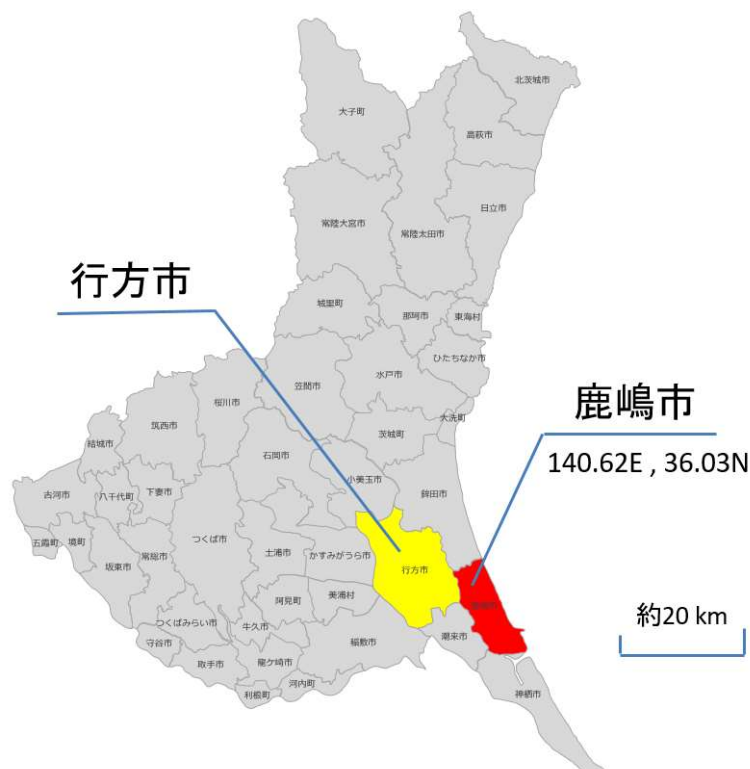 北茨城市
大子町
高萩市
日立市
常陸大宮市
常陸太田市
行方市
城里町
那珂市
東海村
ひたちなか市
水戸市
笠間市
桜川市
鹿嶋市
大洗町
茨城町
筑西市
結城市
石岡市
140.62E , 36.03N
小美玉市
鉾田市
下妻市
八千代町
古河市
つくば市
五霞町
境町
土浦市
かすみがうら市
常総市
坂東市
行方市
阿見町
美浦村
約20 km
つくばみらい市
牛久市
守谷市
稲敷市
潮来市
取手市
龍ケ崎市
河内町
利根町
神栖市